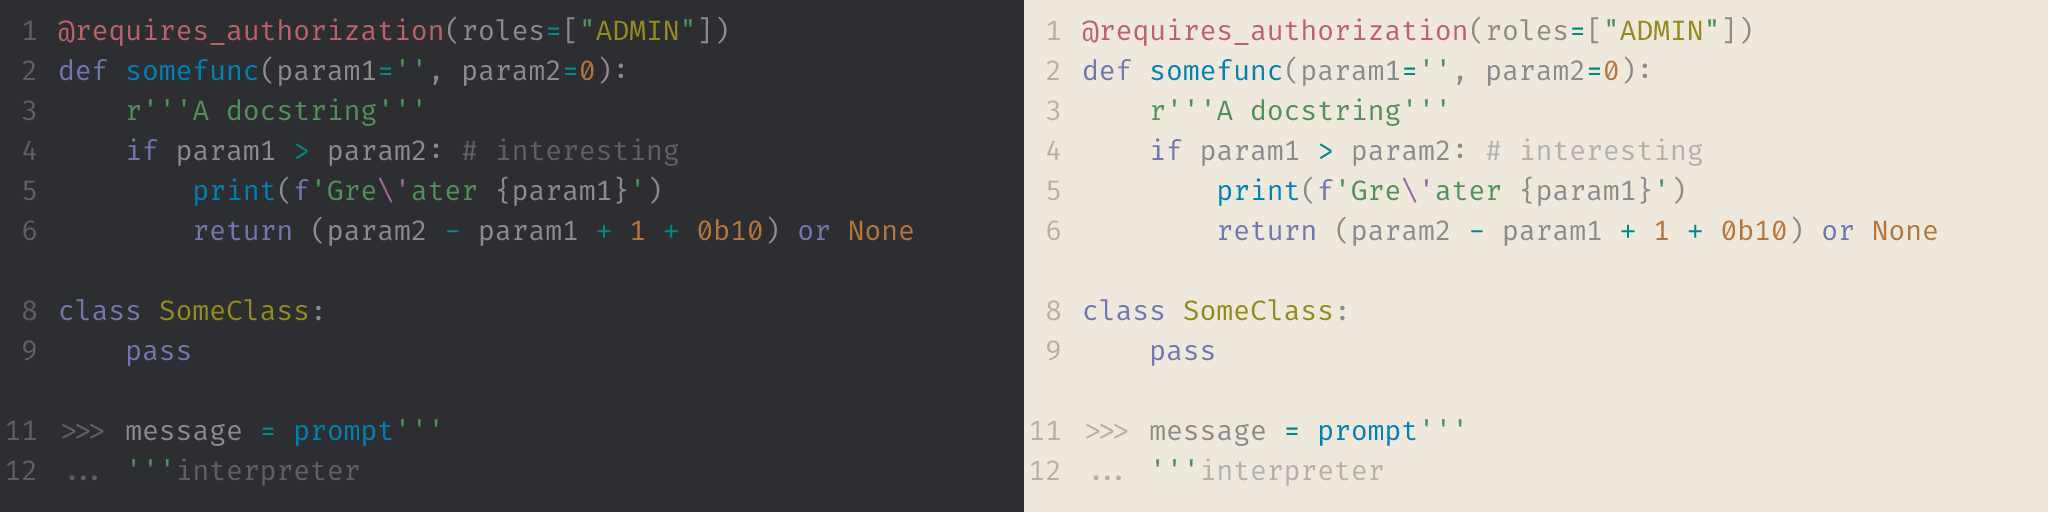 1 @requires_authorization(roles=["ADMIN"])
2 def somefunc(param1='', param2=0):
3     r'''A docstring'''
4     if param1 > param2: # interesting
5         print(f'Gre\'ater {param1}')
6         return (param2 - param1 + 1 + 0b10) or None
8 class SomeClass:
9     pass
11 >>> message = prompt'''
12 ... '''interpreter
1 @requires_authorization(roles=["ADMIN"])
2 def somefunc(param1='', param2=0):
3     r'''A docstring'''
4     if param1 > param2: # interesting
5         print(f'Gre\'ater {param1}')
6         return (param2 - param1 + 1 + 0b10) or None
8 class SomeClass:
9     pass
11 >>> message = prompt'''
12 ... '''interpreter